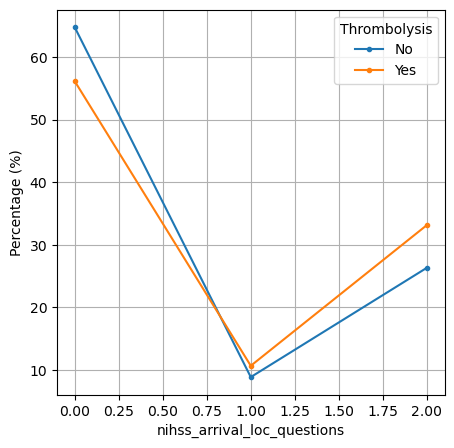 Thrombolysis
No
Yes
Percentage (%)
60
50
40
30
20
10
0.00 0.25 0.50 0.75 1.00 1.25 1.50 1.75 2.00
nihss_arrival_loc_questions